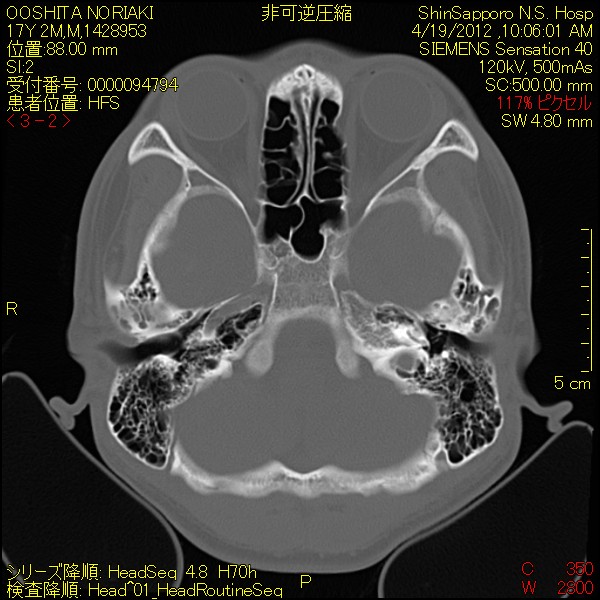 OOSHITA NORIAKI
17Y 2M,M,1428953
位置:88.00 mm
SI:2
受付番号: 0000094794
患者位置: HFS
<3-2>
非可逆圧縮
ShinSapporo N.S. Hosp
4/19/2012 ,10:06:01 AM
SIEMENS Sensation 40
120kV, 500mAs
SC:500.00 mm
117% ピクセル
SW 4.80 mm
R
5 cm
シリーズ降順: HeadSeq 4.8 H70h
検査降順: Head^01_HeadRoutineSeq
P
C 350
W 2800